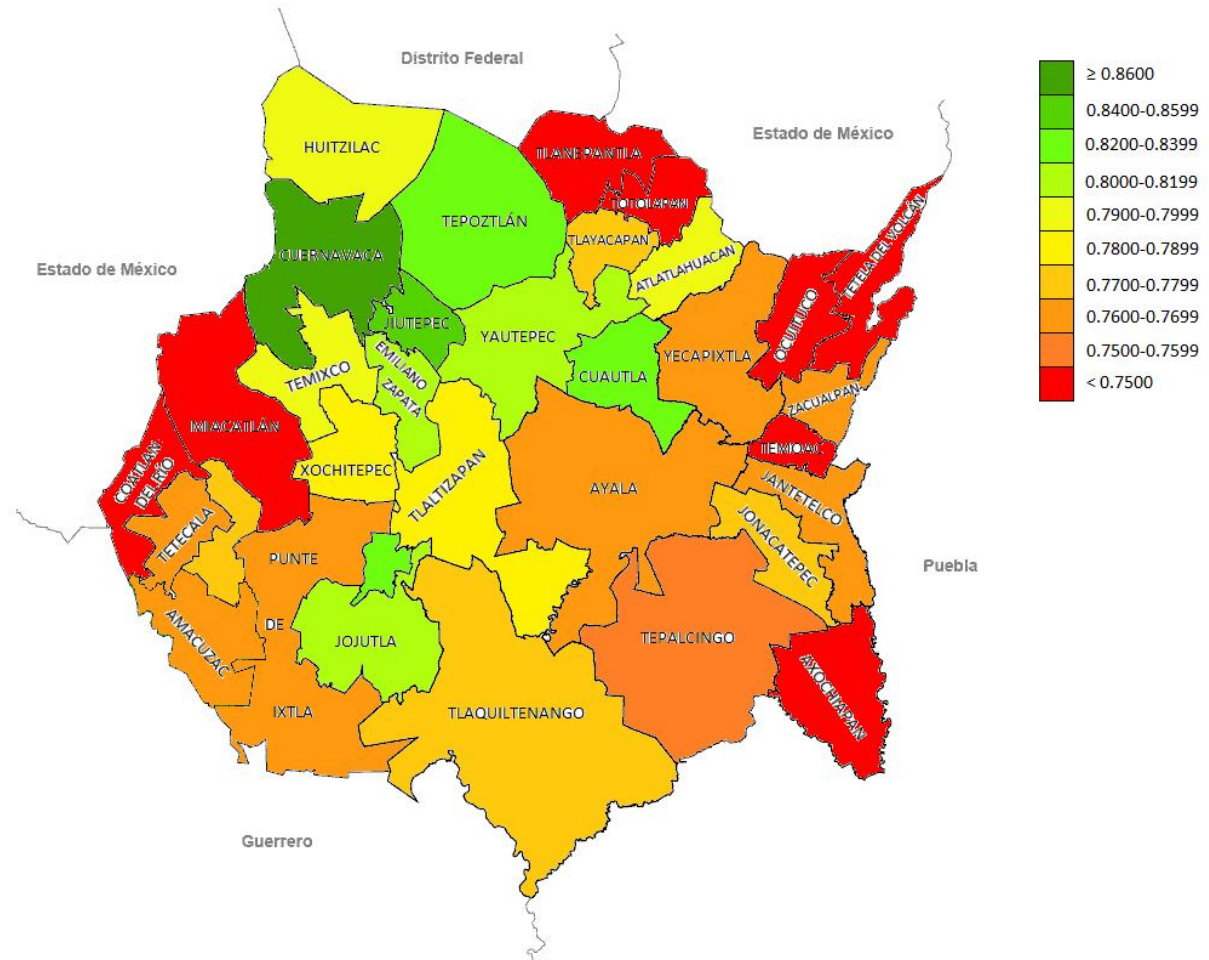 Distrito Federal
≥ 0.8600
0.8400-0.8599
0.8200-0.8399
0.8000-0.8199
0.7900-0.7999
0.7800-0.7899
0.7700-0.7799
0.7600-0.7699
0.7500-0.7599
< 0.7500
Estado de México
HUITZILAC
TLANEPANTLA
TOTOLAPAN
TEPOZTLÁN
TLAYACAPAN
TETELA DEL VOLCÁN
CUERNAVACA
ATLATLAHUACAN
Estado de México
JIUTEPEC
YAUTEPEC
OCUITUCO
EMILIANO
ZAPATA
YECAPIXTLA
TEMIXCO
CUAUTLA
ZACUALPAN
MIACATLÁN
TEMOAC
XOCHITEPEC
COATLÁN
DEL RÍO
TLALTIZAPAN
AYALA
JANTETELCO
TETECALA
JONACATEPEC
PUNTE
Puebla
DE
AMACUZAC
JOJUTLA
TEPALCINGO
AXOCHIAPAN
IXTLA
TLAQUILTENANGO
Guerrero